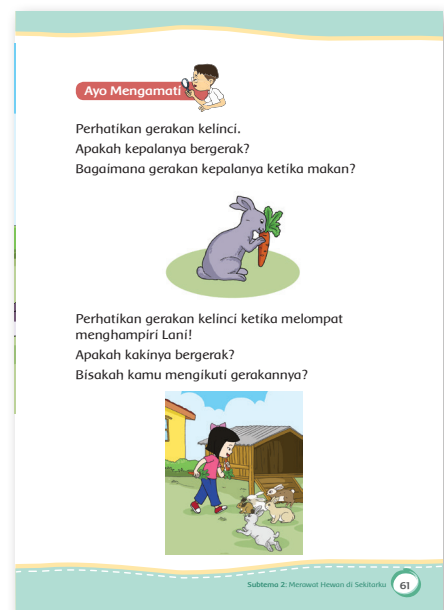 Ayo Mengamati
Perhatikan gerakan kelinci.
Apakah kepalanya bergerak?
Bagaimana gerakan kepalanya ketika makan?
Perhatikan gerakan kelinci ketika melompat
menghampiri Lani!
Apakah kakinya bergerak?
Bisakah kamu mengikuti gerakannya?
Subtema 2: Merawat Hewan di Sekitarku 61